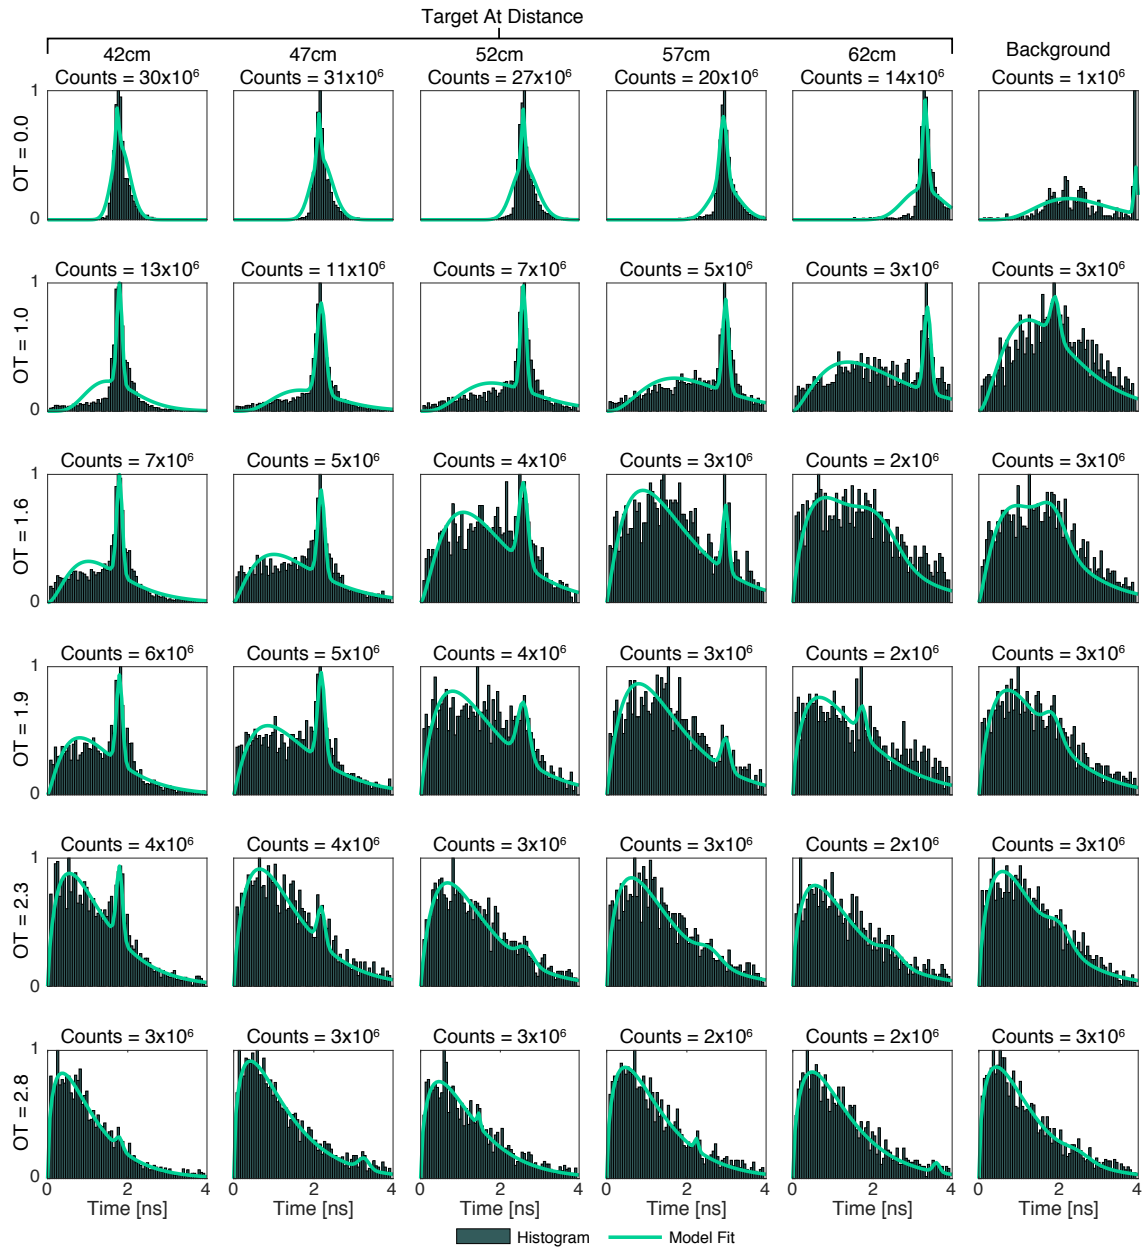 Target At Distance
42cm 47cm 52cm 57cm 62cm Background
Counts = 30x10⁶ Counts = 31x10⁶ Counts = 27x10⁶ Counts = 20x10⁶ Counts = 14x10⁶ Counts = 1x10⁶
1
OT = 0.0
0
Counts = 13x10⁶ Counts = 11x10⁶ Counts = 7x10⁶ Counts = 5x10⁶ Counts = 3x10⁶ Counts = 3x10⁶
1
OT = 1.0
0
Counts = 7x10⁶ Counts = 5x10⁶ Counts = 4x10⁶ Counts = 3x10⁶ Counts = 2x10⁶ Counts = 3x10⁶
1
OT = 1.6
0
Counts = 6x10⁶ Counts = 5x10⁶ Counts = 4x10⁶ Counts = 3x10⁶ Counts = 2x10⁶ Counts = 3x10⁶
1
OT = 1.9
0
Counts = 4x10⁶ Counts = 4x10⁶ Counts = 3x10⁶ Counts = 3x10⁶ Counts = 2x10⁶ Counts = 3x10⁶
1
OT = 2.3
0
Counts = 3x10⁶ Counts = 3x10⁶ Counts = 3x10⁶ Counts = 2x10⁶ Counts = 2x10⁶ Counts = 3x10⁶
1
OT = 2.8
0
0 2 4 0 2 4 0 2 4 0 2 4 0 2 4 0 2 4
Time [ns] Time [ns] Time [ns] Time [ns] Time [ns] Time [ns]
Histogram Model Fit